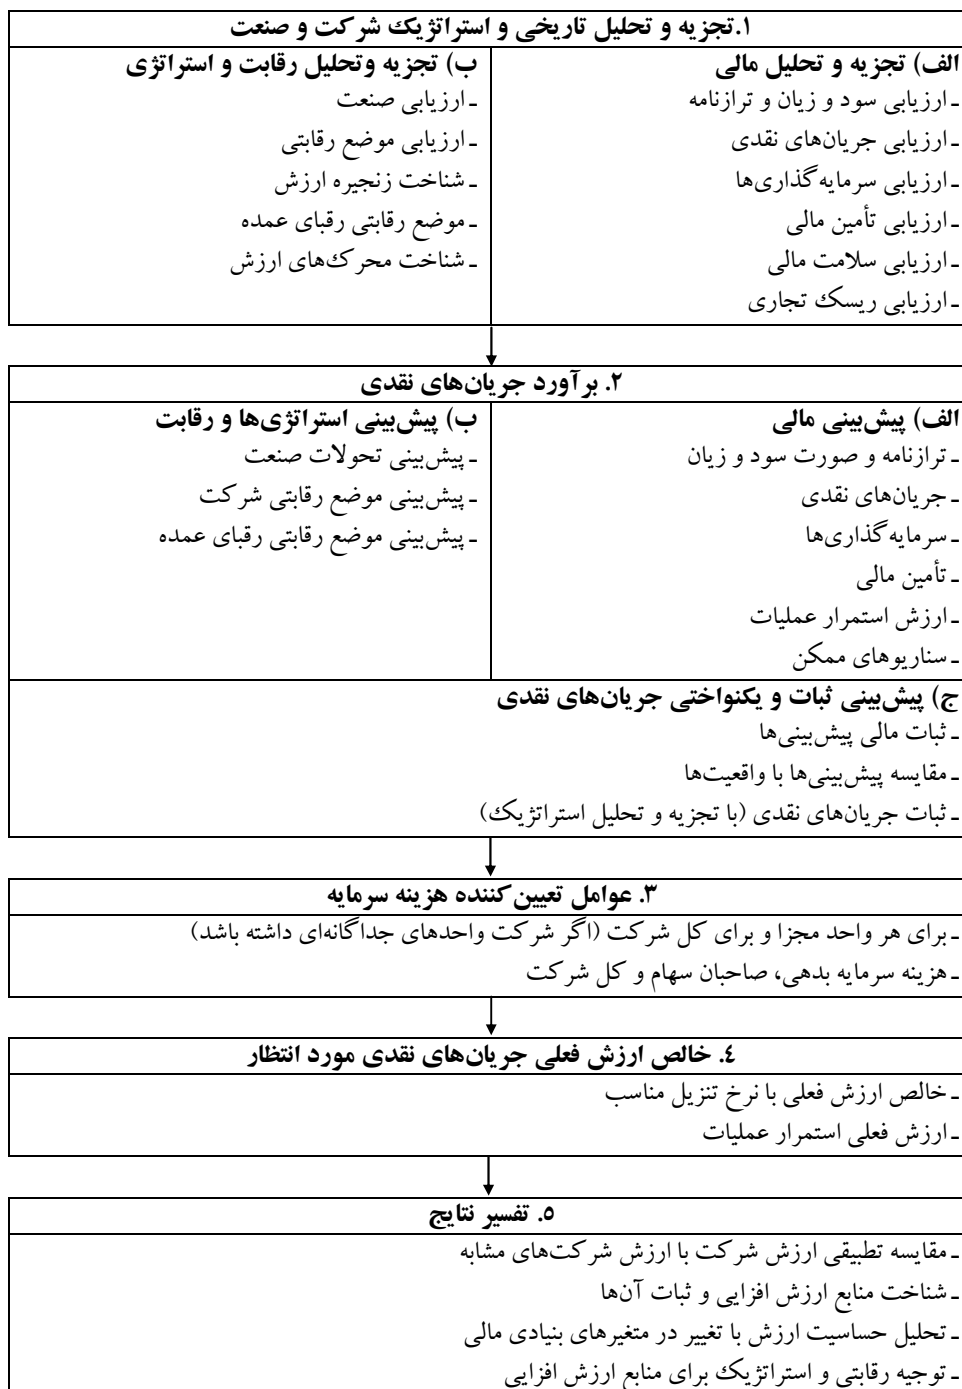 ۱.تجزیه و تحلیل تاریخی و استراتژیک شرکت و صنعت
الف) تجزیه و تحلیل مالی
ـ ارزیابی سود و زیان و ترازنامه
ـ ارزیابی جریان‌های نقدی
ـ ارزیابی سرمایه‌گذاری‌ها
ـ ارزیابی تأمین مالی
ـ ارزیابی سلامت مالی
ـ ارزیابی ریسک تجاری
ب) تجزیه وتحلیل رقابت و استراتژی
ـ ارزیابی صنعت
ـ ارزیابی موضع رقابتی
ـ شناخت زنجیره ارزش
ـ موضع رقابتی رقبای عمده
ـ شناخت محرک‌های ارزش
۲. برآورد جریان‌های نقدی
الف) پیش‌بینی مالی
ـ ترازنامه و صورت سود و زیان
ـ جریان‌های نقدی
ـ سرمایه‌گذاری‌ها
ـ تأمین مالی
ـ ارزش استمرار عملیات
ـ سناریوهای ممکن
ب) پیش‌بینی استراتژی‌ها و رقابت
ـ پیش‌بینی تحولات صنعت
ـ پیش‌بینی موضع رقابتی شرکت
ـ پیش‌بینی موضع رقابتی رقبای عمده
ج) پیش‌بینی ثبات و یکنواختی جریان‌های نقدی
ـ ثبات مالی پیش‌بینی‌ها
ـ مقایسه پیش‌بینی‌ها با واقعیت‌ها
ـ ثبات جریان‌های نقدی (با تجزیه و تحلیل استراتژیک)
۳. عوامل تعیین‌کننده هزینه سرمایه
ـ برای هر واحد مجزا و برای کل شرکت (اگر شرکت واحدهای جداگانه‌ای داشته باشد)
ـ هزینه سرمایه بدهی، صاحبان سهام و کل شرکت
٤. خالص ارزش فعلی جریان‌های نقدی مورد انتظار
ـ خالص ارزش فعلی با نرخ تنزیل مناسب
ـ ارزش فعلی استمرار عملیات
٥. تفسیر نتایج
ـ مقایسه تطبیقی ارزش شرکت با ارزش شرکت‌های مشابه
ـ شناخت منابع ارزش افزایی و ثبات آن‌ها
ـ تحلیل حساسیت ارزش با تغییر در متغیرهای بنیادی مالی
ـ توجیه رقابتی و استراتژیک برای منابع ارزش افزایی